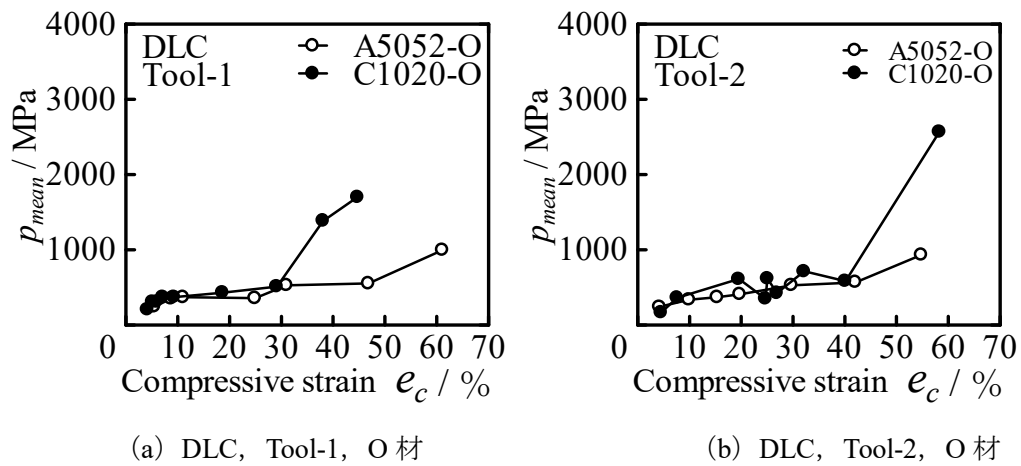 4000
3000
2000
1000
0 10 20 30 40 50 60 70
p_mean / MPa
DLC
Tool-1
A5052-O
C1020-O
Compressive strain e_c / %
(a) DLC, Tool-1, O 材
4000
3000
2000
1000
0 10 20 30 40 50 60 70
p_mean / MPa
DLC
Tool-2
A5052-O
C1020-O
Compressive strain e_c / %
(b) DLC, Tool-2, O 材